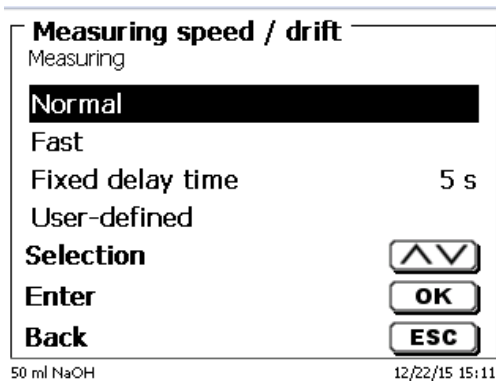 Measuring speed / drift
Measuring
Normal
Fast
Fixed delay time 5 s
User-defined
Selection
Enter OK
Back ESC
50 ml NaOH 12/22/15 15:11